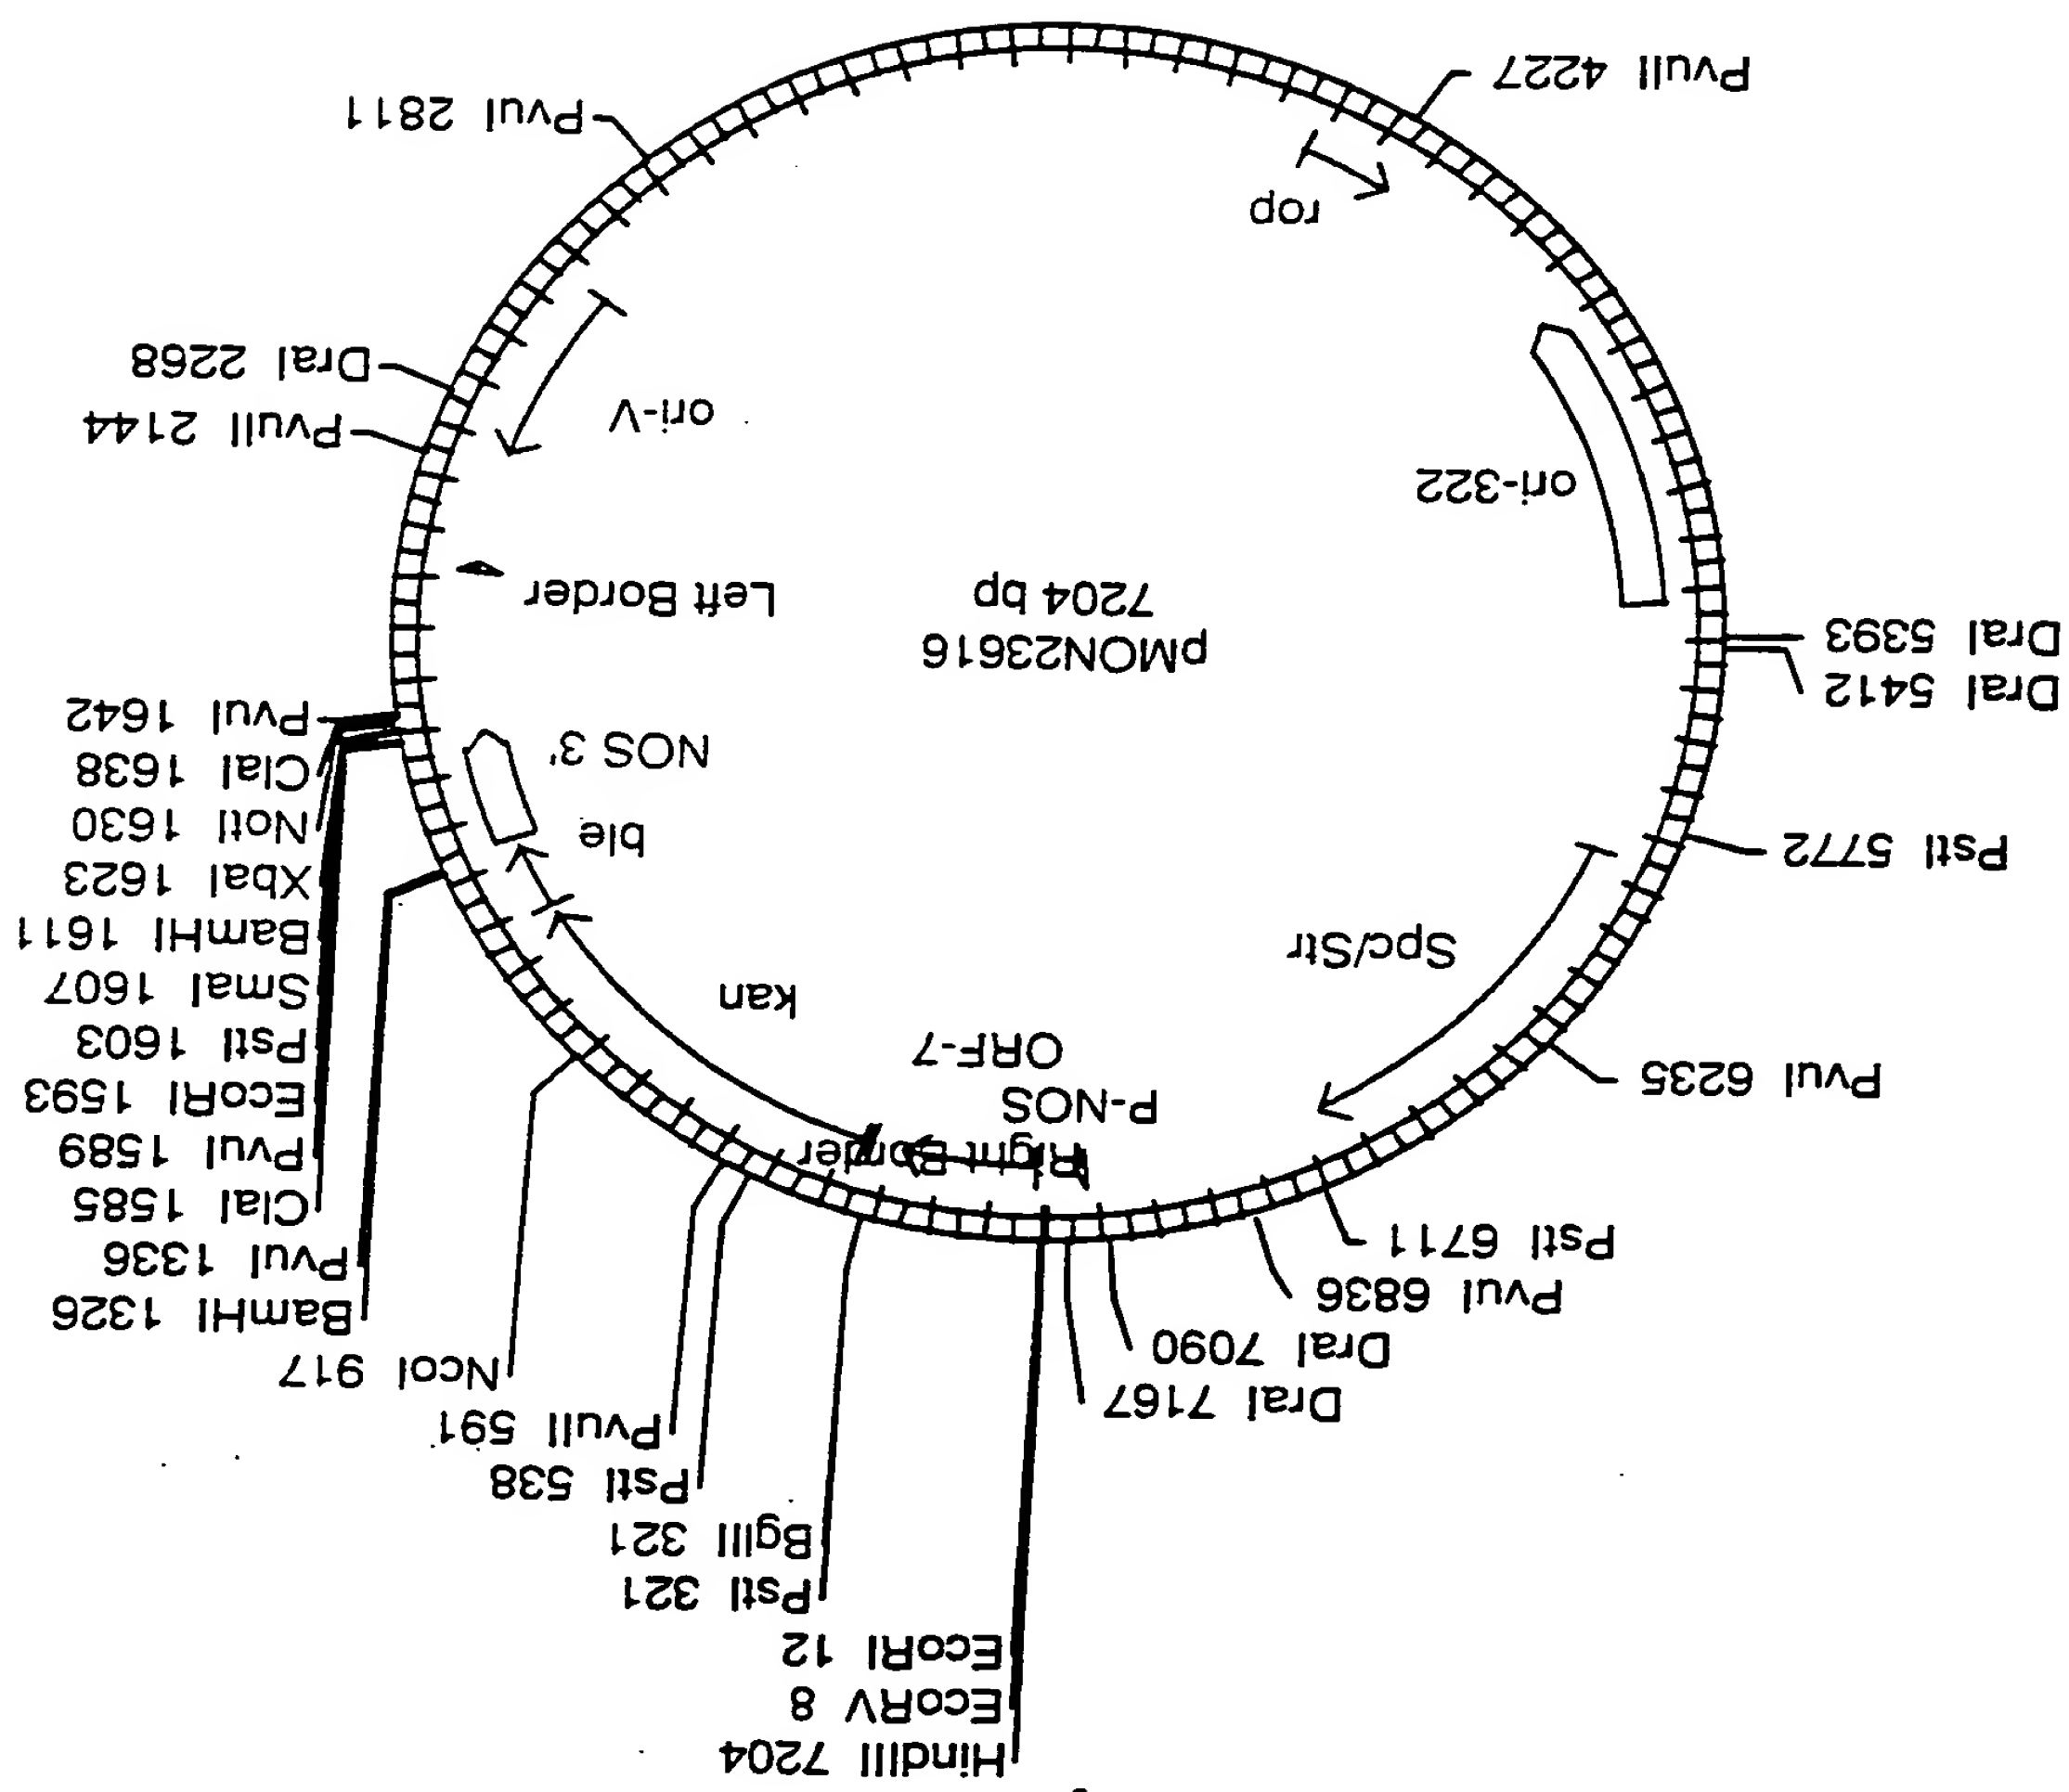 HindIII 7204
EcoRV 8
EcoRI 12
PstI 321
BglII 321
PstI 538
PvuII 591
NcoI 917
BamHI 1326
PvuI 1336
ClaI 1585
PvuI 1589
EcoRI 1593
PstI 1603
SmaI 1607
BamHI 1611
XbaI 1623
NotI 1630
ClaI 1638
PvuI 1642
DraI 7167
DraI 7090
PvuI 6836
PstI 6711
PvuI 6235
PstI 5772
DraI 5412
DraI 5393
Right Border
P-NOS
ORF-7
kan
Spc/Str
ble
NOS 3'
pMON23616
7204 bp
Left Border
ori-322
ori-V
PvuII 2144
DraI 2268
rop
PvuI 2811
PvuII 4227